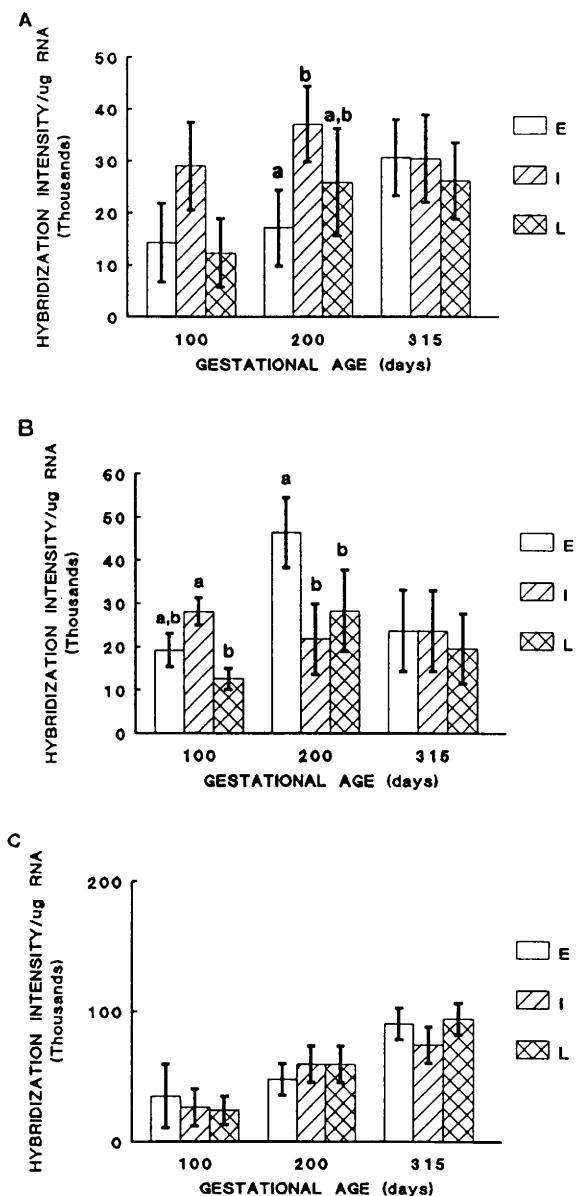 A
HYBRIDIZATION INTENSITY/ug RNA
(Thousands)
50
40
30
20
10
0
a
b
a,b
100 200 315
GESTATIONAL AGE (days)
E
I
L
B
HYBRIDIZATION INTENSITY/ug RNA
(Thousands)
60
50
40
30
20
10
0
a,b
a
b
a
b
b
100 200 315
GESTATIONAL AGE (days)
E
I
L
C
HYBRIDIZATION INTENSITY/ug RNA
(Thousands)
200
100
0
100 200 315
GESTATIONAL AGE (days)
E
I
L